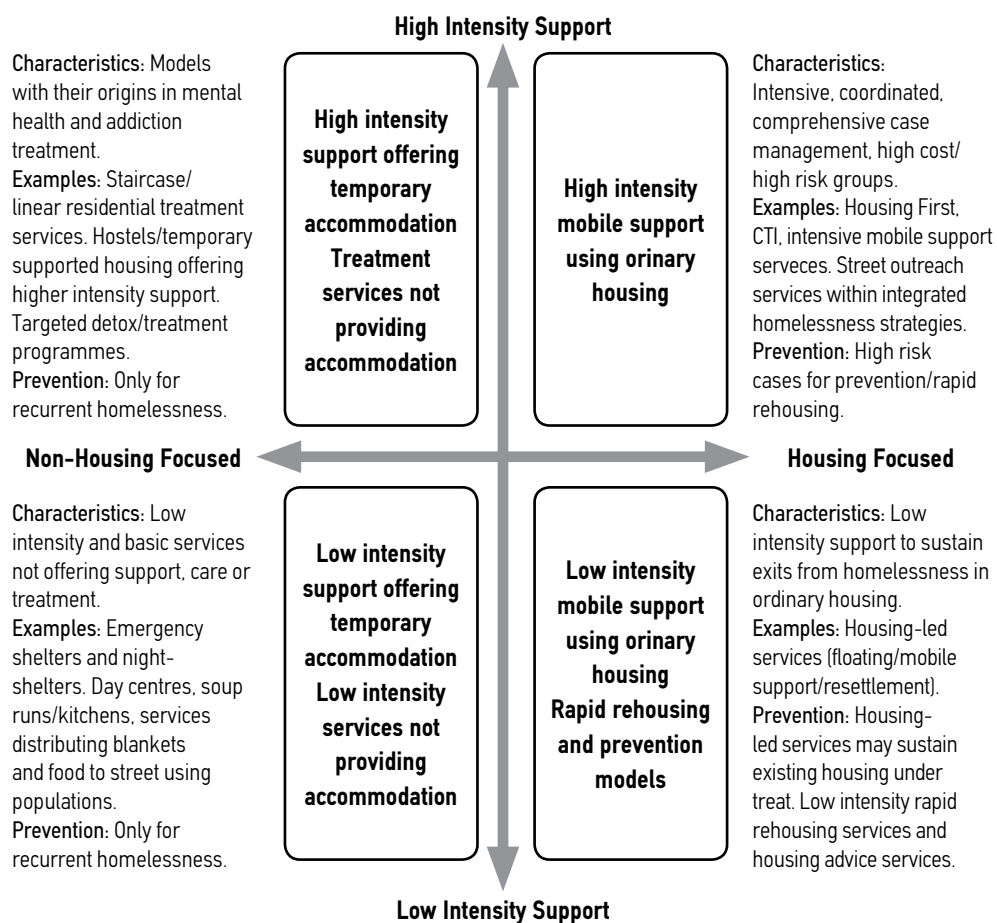 High Intensity Support
Characteristics: Models
with their origins in mental
health and addiction
treatment.
Examples: Staircase/
linear residential treatment
services. Hostels/temporary
supported housing offering
higher intensity support.
Targeted detox/treatment
programmes.
Prevention: Only for
recurrent homelessness.
High intensity
support offering
temporary
accommodation
Treatment
services not
providing
accommodation
High intensity
mobile support
using orinary
housing
Characteristics:
Intensive, coordinated,
comprehensive case
management, high cost/
high risk groups.
Examples: Housing First,
CTI, intensive mobile support
serveces. Street outreach
services within integrated
homelessness strategies.
Prevention: High risk
cases for prevention/rapid
rehousing.
Non-Housing Focused
Housing Focused
Characteristics: Low
intensity and basic services
not offering support, care or
treatment.
Examples: Emergency
shelters and night-
shelters. Day centres, soup
runs/kitchens, services
distributing blankets
and food to street using
populations.
Prevention: Only for
recurrent homelessness.
Low intensity
support offering
temporary
accommodation
Low intensity
services not
providing
accommodation
Low intensity
mobile support
using orinary
housing
Rapid rehousing
and prevention
models
Characteristics: Low
intensity support to sustain
exits from homelessness in
ordinary housing.
Examples: Housing-led
services (floating/mobile
support/resettlement).
Prevention: Housing-
led services may sustain
existing housing under
treat. Low intensity rapid
rehousing services and
housing advice services.
Low Intensity Support